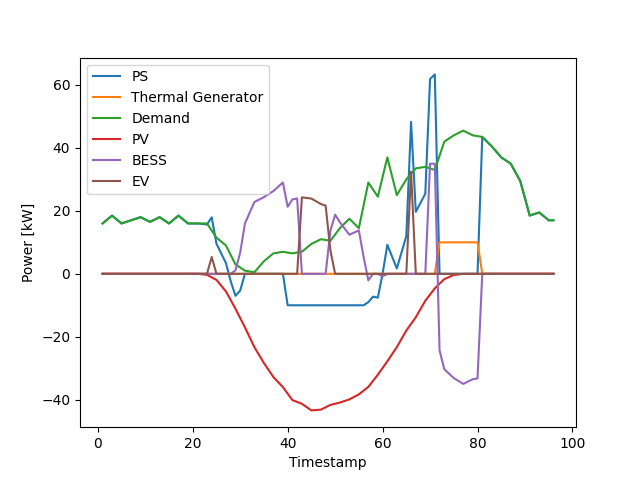 PS
Thermal Generator
Demand
PV
BESS
EV
Power [kW]
60
40
20
0
−20
−40
0 20 40 60 80 100
Timestamp